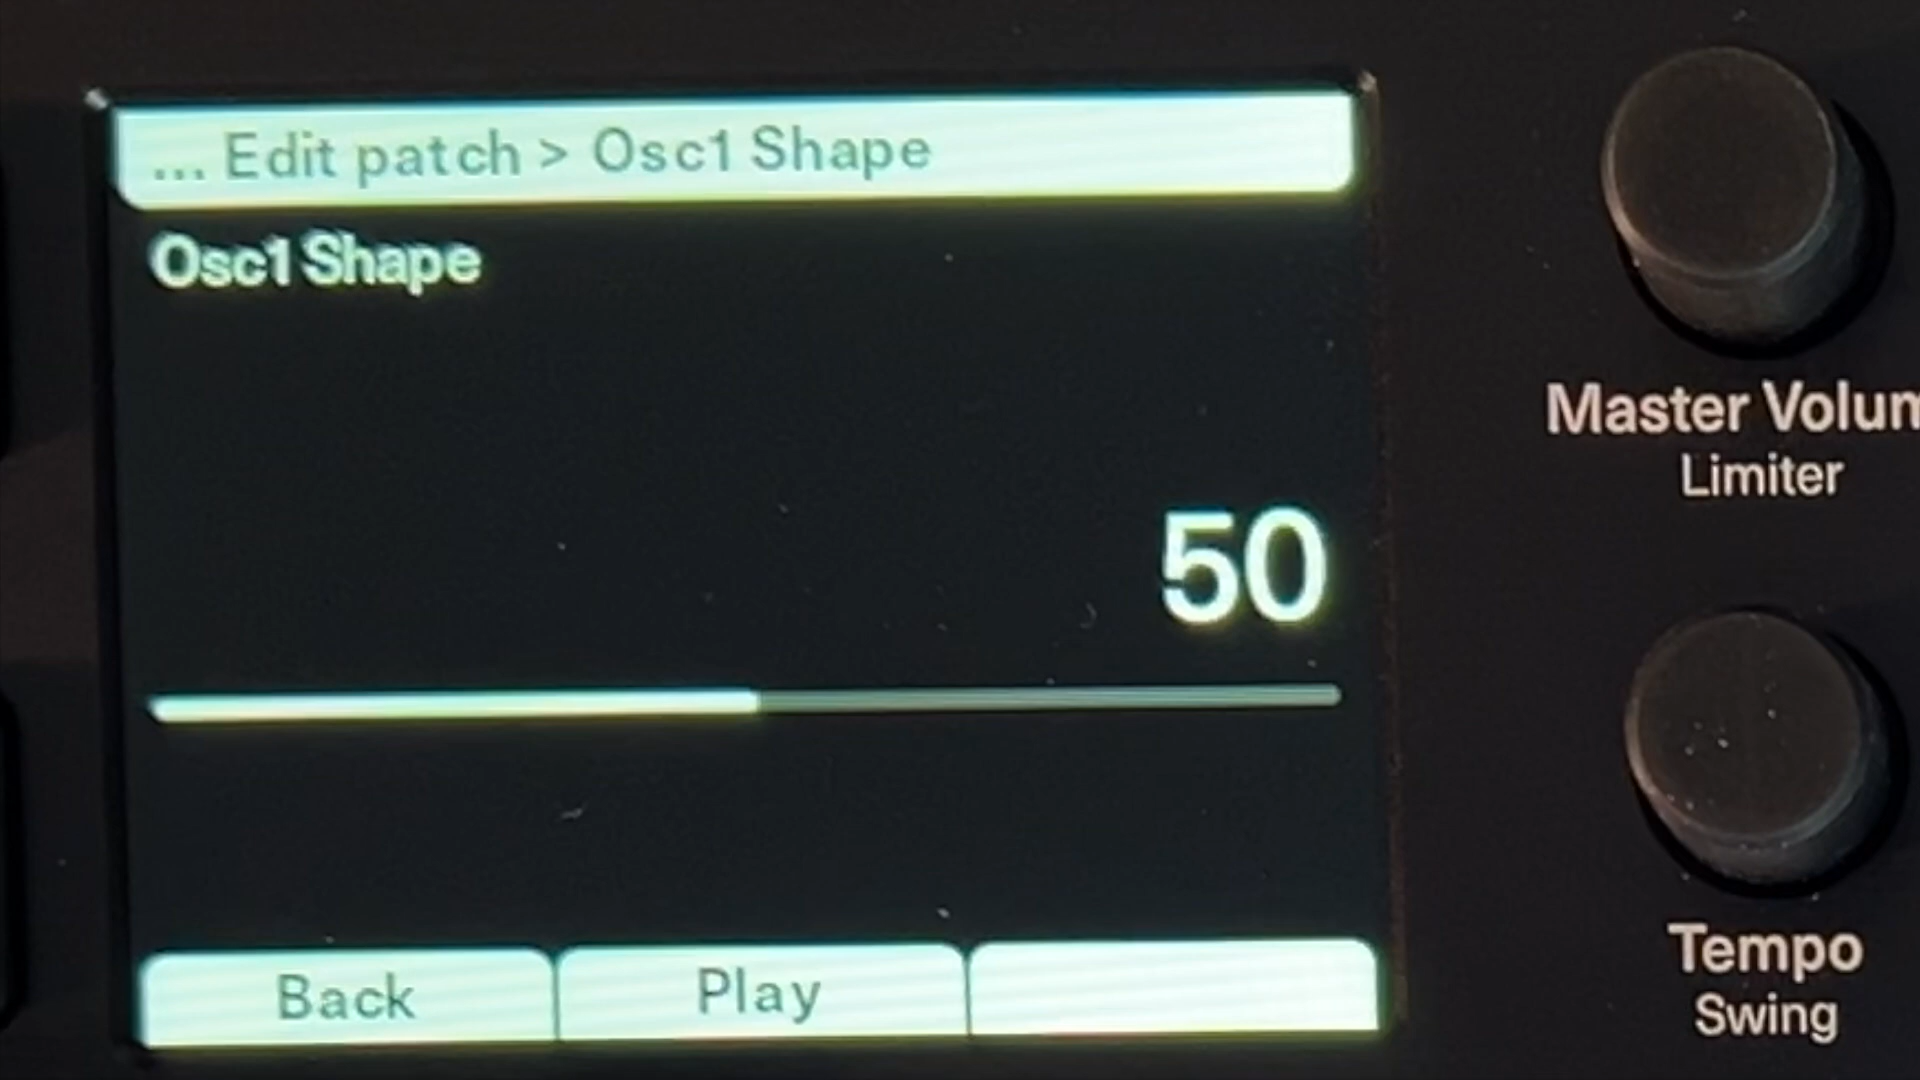 ... Edit patch > Osc1 Shape
Osc1 Shape
50
Back Play
Master Volum
Limiter
Tempo
Swing